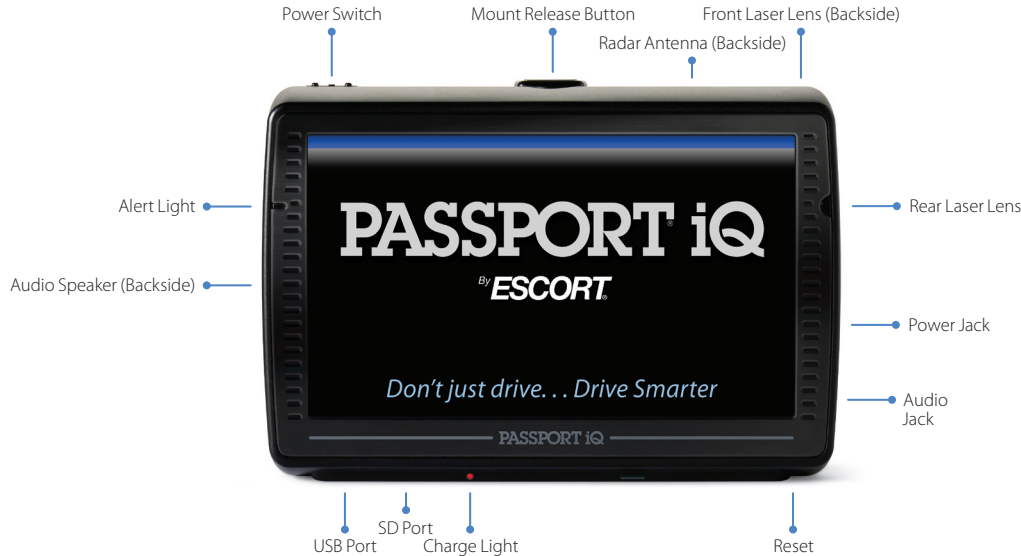 Power Switch
Mount Release Button
Front Laser Lens (Backside)
Radar Antenna (Backside)
Alert Light
PASSPORT® iQ
Rear Laser Lens
Audio Speaker (Backside)
By ESCORT®
Power Jack
Don't just drive. . . Drive Smarter
Audio
Jack
PASSPORT iQ
SD Port
USB Port
Charge Light
Reset